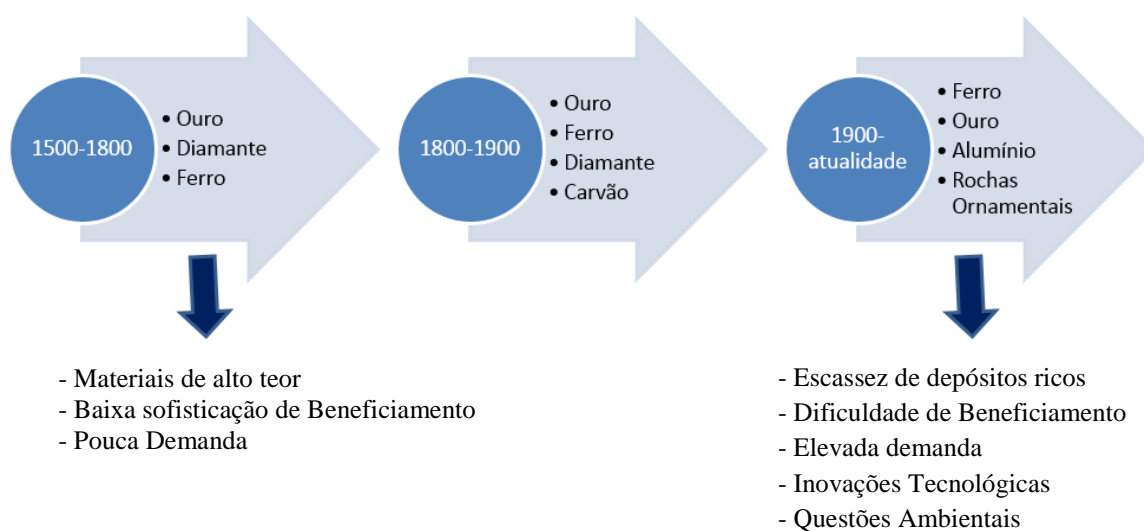 1500-1800
• Ouro
• Diamante
• Ferro
1800-1900
• Ouro
• Ferro
• Diamante
• Carvão
1900-
atualidade
• Ferro
• Ouro
• Alumínio
• Rochas
Ornamentais
- Materiais de alto teor
- Baixa sofisticação de Beneficiamento
- Pouca Demanda
- Escassez de depósitos ricos
- Dificuldade de Beneficiamento
- Elevada demanda
- Inovações Tecnológicas
- Questões Ambientais